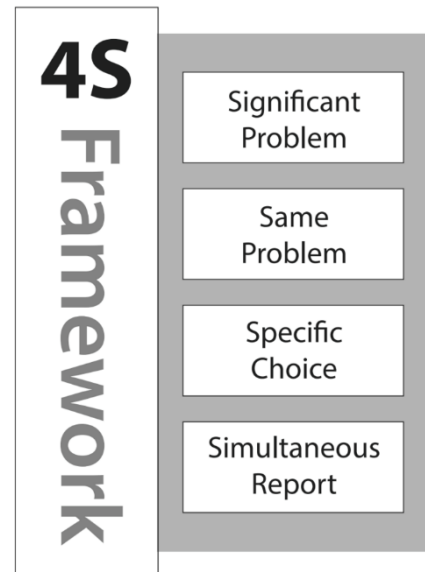 4S
Framework
Significant
Problem
Same
Problem
Specific
Choice
Simultaneous
Report